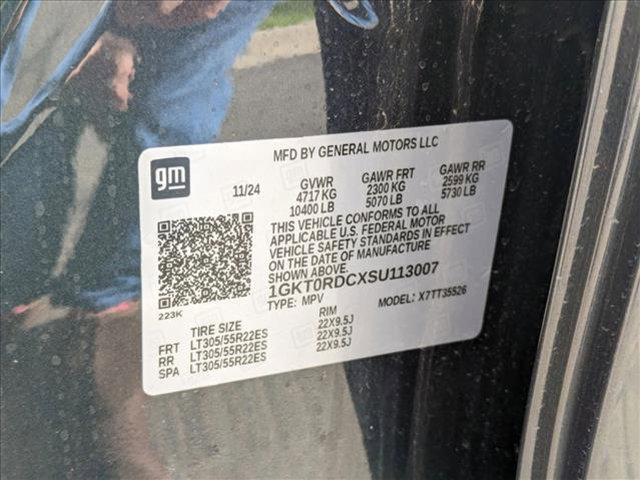 MFD BY GENERAL MOTORS LLC
gm
11/24
GVWR GAWR FRT GAWR RR
4717 KG 2300 KG 2599 KG
10400 LB 5070 LB 5730 LB
THIS VEHICLE CONFORMS TO ALL
APPLICABLE U.S. FEDERAL MOTOR
VEHICLE SAFETY STANDARDS IN EFFECT
ON THE DATE OF MANUFACTURE
SHOWN ABOVE.
1GKT0RDCXSU113007
TYPE: MPV MODEL: X7TT35526
223K
TIRE SIZE RIM
FRT LT305/55R22ES 22X9.5J
RR LT305/55R22ES 22X9.5J
SPA LT305/55R22ES 22X9.5J